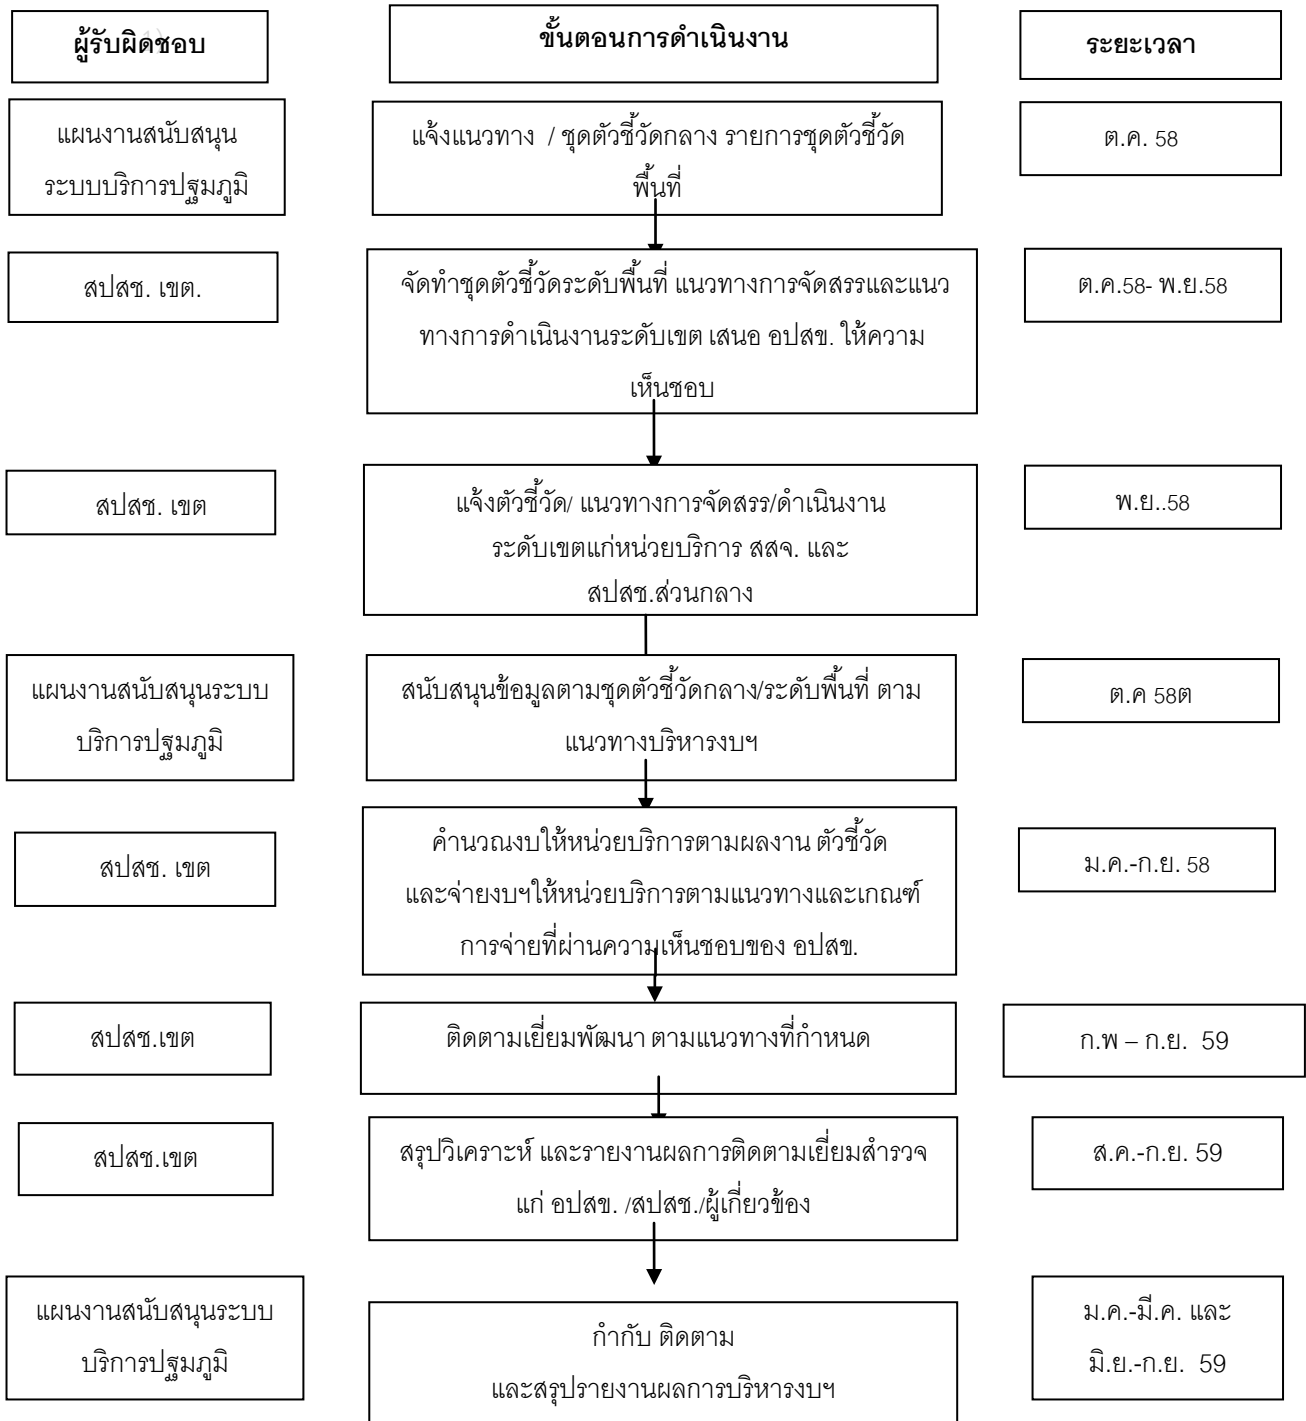 ผู้รับผิดชอบ
ขั้นตอนการดำเนินงาน
ระยะเวลา
แผนงานสนับสนุน
ระบบบริการปฐมภูมิ
แจ้งแนวทาง / ชุดตัวชี้วัดกลาง รายการชุดตัวชี้วัด
พื้นที่
ต.ค. 58
สปสช. เขต.
จัดทำชุดตัวชี้วัดระดับพื้นที่ แนวทางการจัดสรรและแนว
ทางการดำเนินงานระดับเขต เสนอ อปสข. ให้ความ
เห็นชอบ
ต.ค.58- พ.ย.58
สปสช. เขต
แจ้งตัวชี้วัด/ แนวทางการจัดสรร/ดำเนินงาน
ระดับเขตแก่หน่วยบริการ สสจ. และ
สปสช.ส่วนกลาง
พ.ย..58
แผนงานสนับสนุนระบบ
บริการปฐมภูมิ
สนับสนุนข้อมูลตามชุดตัวชี้วัดกลาง/ระดับพื้นที่ ตาม
แนวทางบริหารงบฯ
ต.ค 58ต
สปสช. เขต
คำนวณงบให้หน่วยบริการตามผลงาน ตัวชี้วัด
และจ่ายงบฯให้หน่วยบริการตามแนวทางและเกณฑ์
การจ่ายที่ผ่านความเห็นชอบของ อปสข.
ม.ค.-ก.ย. 58
สปสช.เขต
ติดตามเยี่ยมพัฒนา ตามแนวทางที่กำหนด
ก.พ – ก.ย. 59
สปสช.เขต
สรุปวิเคราะห์ และรายงานผลการติดตามเยี่ยมสำรวจ
แก่ อปสข. /สปสช./ผู้เกี่ยวข้อง
ส.ค.-ก.ย. 59
แผนงานสนับสนุนระบบ
บริการปฐมภูมิ
กำกับ ติดตาม
และสรุปรายงานผลการบริหารงบฯ
ม.ค.-มี.ค. และ
มิ.ย.-ก.ย. 59